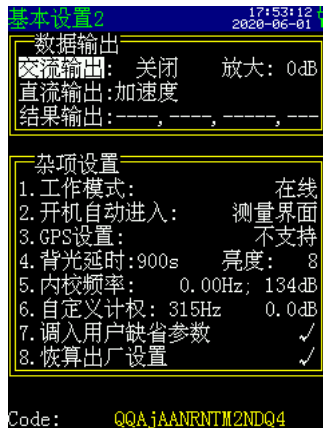 基本设置2 17:53:12
2020-06-01
数据输出
交流输出: 关闭 放大: 0dB
直流输出:加速度
结果输出:----,----,-----,---
杂项设置
1.工作模式: 在线
2.开机自动进入: 测量界面
3.GPS设置: 不支持
4.背光延时:900s 亮度: 8
5.内校频率: 0.00Hz; 134dB
6.自定义计权: 315Hz 0.0dB
7.调入用户缺省参数 ✓
8.恢算出厂设置 ✓
Code: QQAjAANRNTM2NDQ4